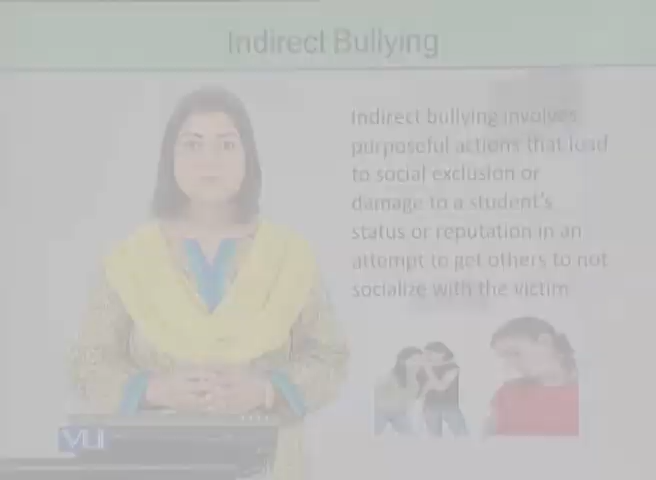 Indirect Bullying
Indirect bullying involves
purposeful actions that lead
to social exclusion or
damage to a student's
status or reputation in an
attempt to get others to not
socialize with the victim
VU